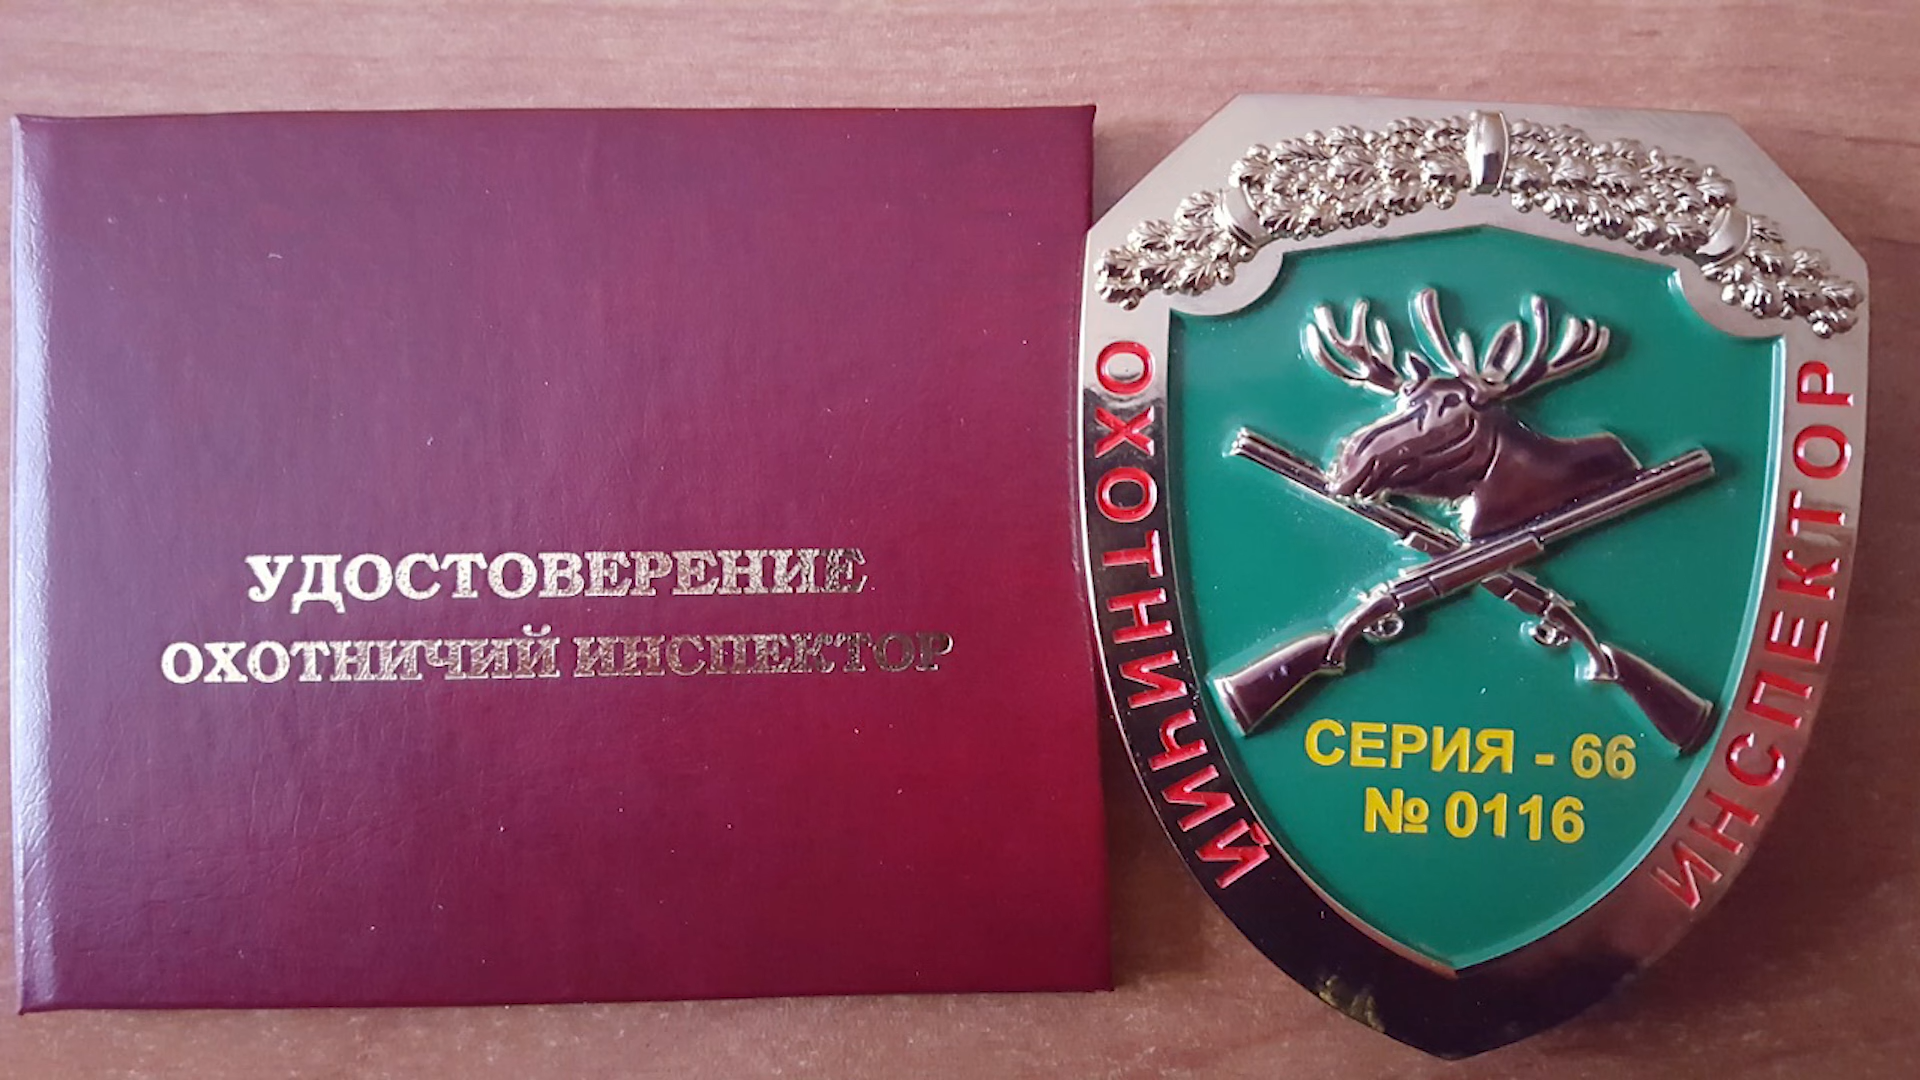 УДОСТОВЕРЕНИЕ
ОХОТНИЧИЙ ИНСПЕКТОР
ОХОТНИЧИЙ
ИНСПЕКТОР
СЕРИЯ - 66
№ 0116